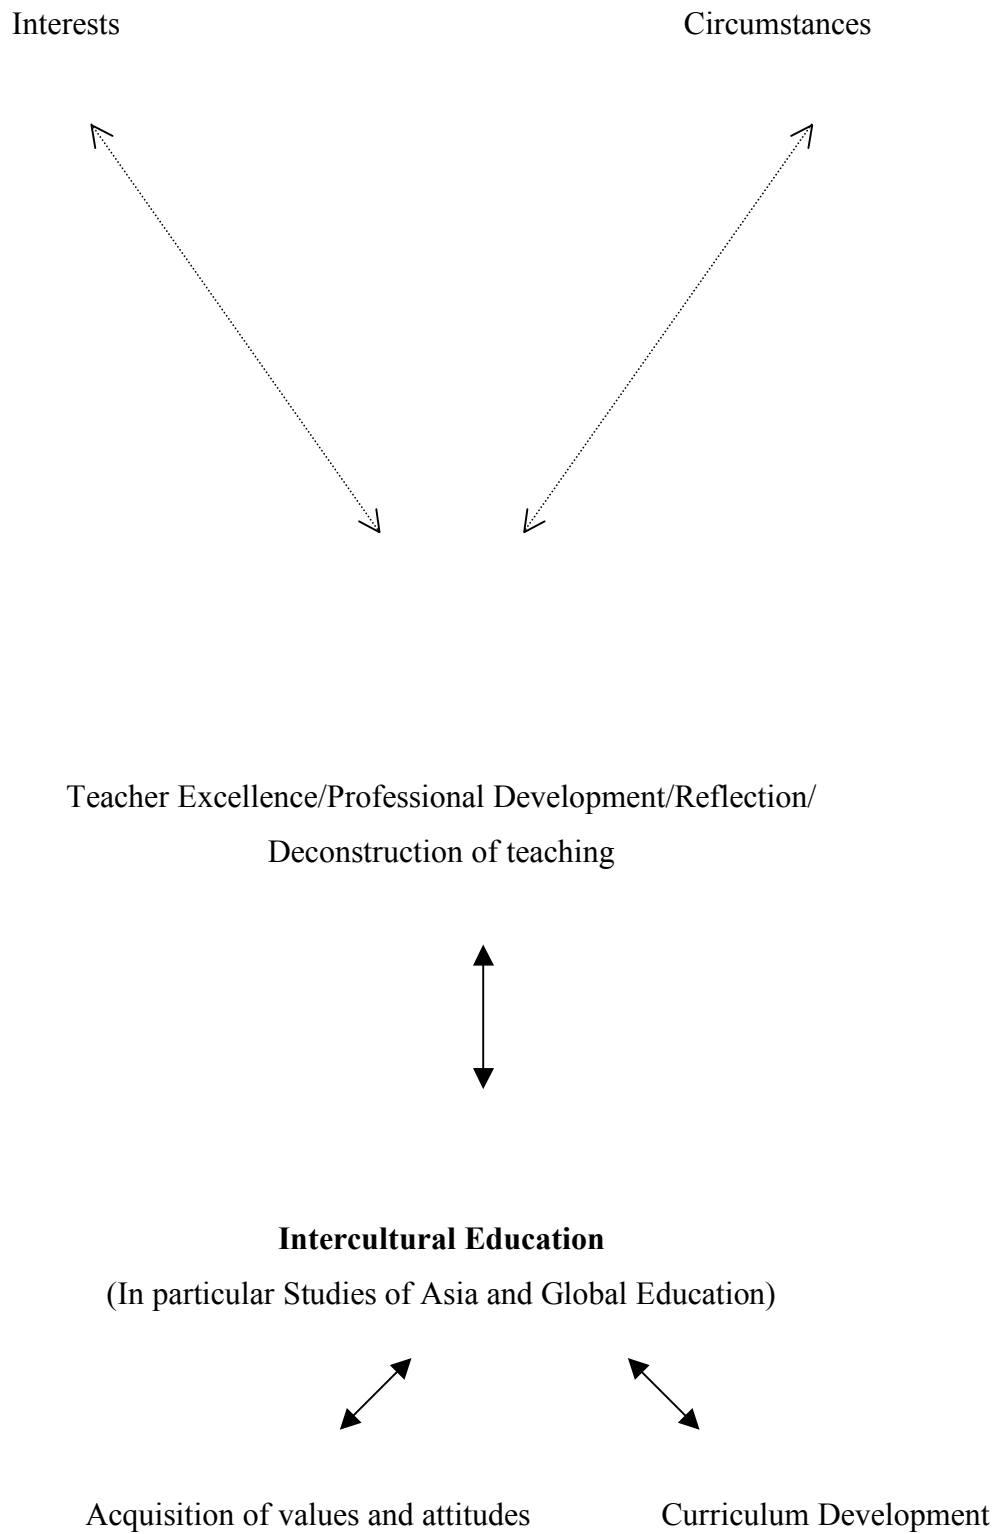 Interests
Circumstances
Teacher Excellence/Professional Development/Reflection/
Deconstruction of teaching
Intercultural Education
(In particular Studies of Asia and Global Education)
Acquisition of values and attitudes
Curriculum Development